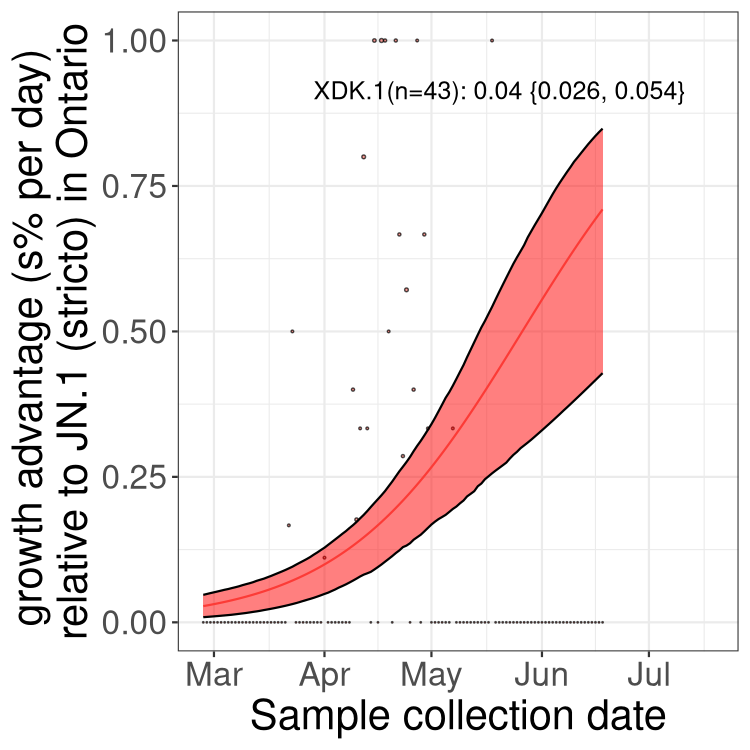 growth advantage (s% per day)
relative to JN.1 (stricto) in Ontario
1.00
0.75
0.50
0.25
0.00
XDK.1(n=43): 0.04 {0.026, 0.054}
Mar Apr May Jun Jul
Sample collection date